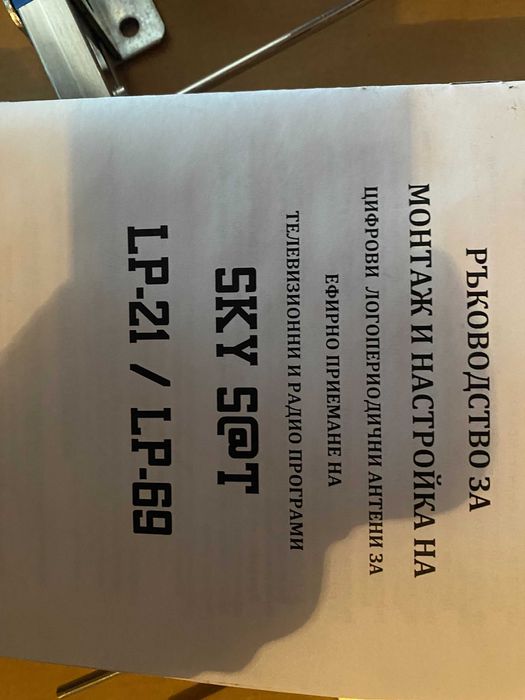 РЪКОВОДСТВО ЗА
МОНТАЖ И НАСТРОЙКА НА
ЦИФРОВИ ЛОГОПЕРИОДИЧНИ АНТЕНИ ЗА
ЕФИРНО ПРИЕМАНЕ НА
ТЕЛЕВИЗИОННИ И РАДИО ПРОГРАМИ
SKY S@T
LP-21 / LP-69